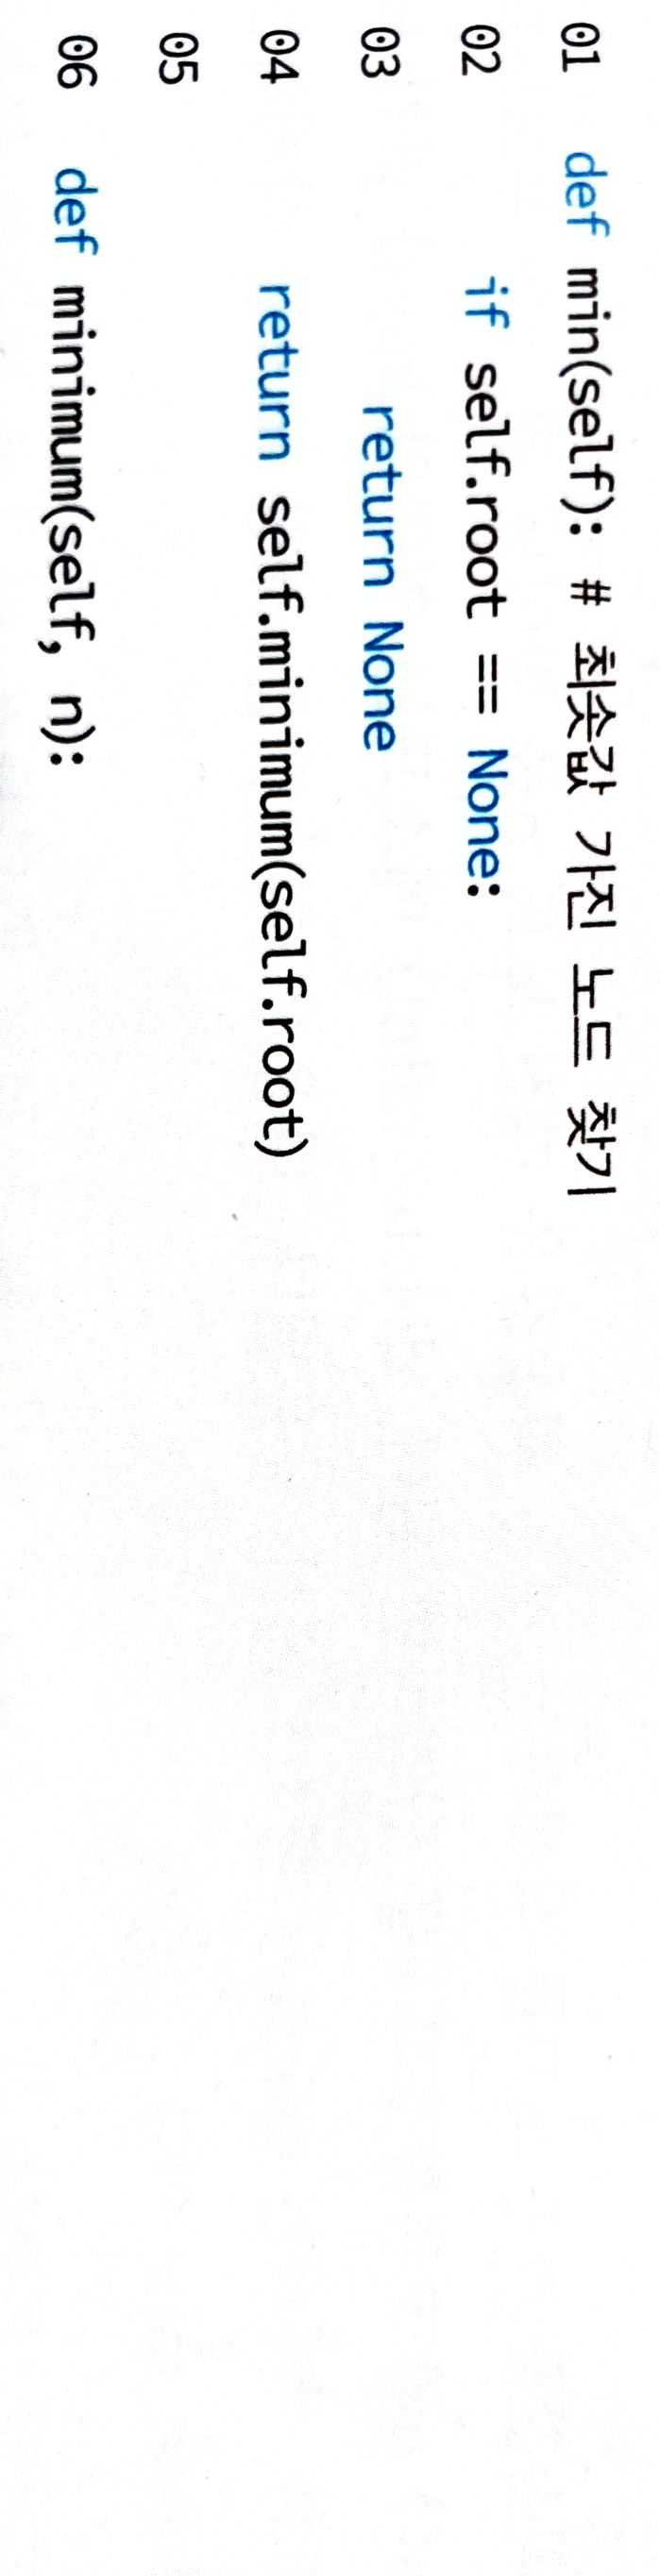 01 def min(self): # 최솟값 가진 노드 찾기
02 if self.root == None:
03 return None
04 return self.minimum(self.root)
05
06 def minimum(self, n):